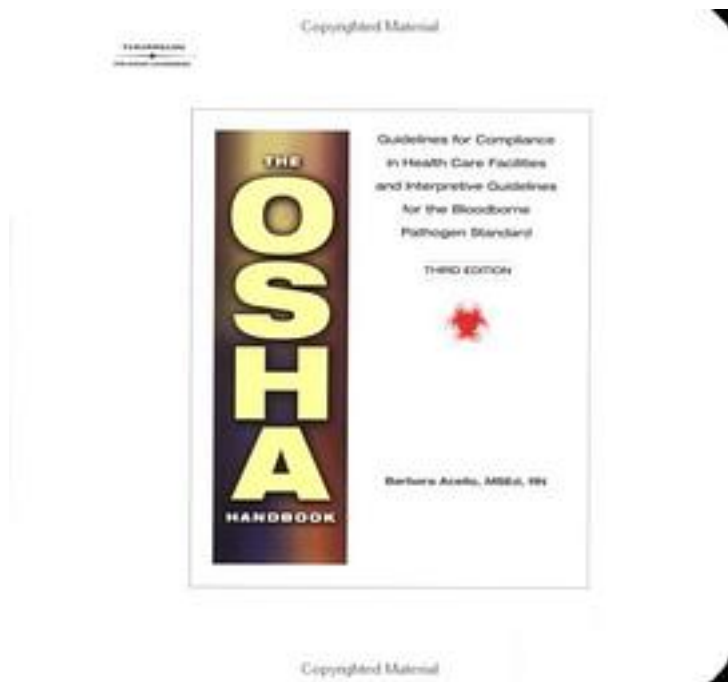 Copyrighted Material
THE
OSHA
HANDBOOK
Guidelines for Compliance
in Health Care Facilities
and Interpretive Guidelines
for the Bloodborne
Pathogen Standard
THIRD EDITION
Barbara Acello, MSEd, RN
Copyrighted Material